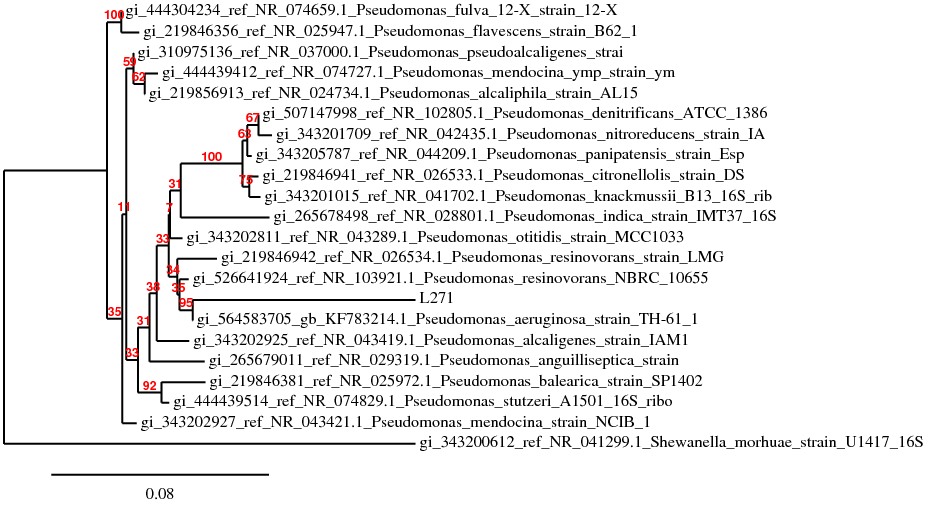 100 gi_444304234_ref_NR_074659.1_Pseudomonas_fulva_12-X_strain_12-X
gi_219846356_ref_NR_025947.1_Pseudomonas_flavescens_strain_B62_1
gi_310975136_ref_NR_037000.1_Pseudomonas_pseudoalcaligenes_strai
59
62 gi_444439412_ref_NR_074727.1_Pseudomonas_mendocina_ymp_strain_ym
gi_219856913_ref_NR_024734.1_Pseudomonas_alcaliphila_strain_AL15
67 gi_507147998_ref_NR_102805.1_Pseudomonas_denitrificans_ATCC_1386
63 gi_343201709_ref_NR_042435.1_Pseudomonas_nitroreducens_strain_IA
100 gi_343205787_ref_NR_044209.1_Pseudomonas_panipatensis_strain_Esp
75 gi_219846941_ref_NR_026533.1_Pseudomonas_citronellolis_strain_DS
31 gi_343201015_ref_NR_041702.1_Pseudomonas_knackmussii_B13_16S_rib
11 7 gi_265678498_ref_NR_028801.1_Pseudomonas_indica_strain_IMT37_16S
33 gi_343202811_ref_NR_043289.1_Pseudomonas_otitidis_strain_MCC1033
gi_219846942_ref_NR_026534.1_Pseudomonas_resinovorans_strain_LMG
34 gi_526641924_ref_NR_103921.1_Pseudomonas_resinovorans_NBRC_10655
38 35
95 L271
35 31 gi_564583705_gb_KF783214.1_Pseudomonas_aeruginosa_strain_TH-61_1
gi_343202925_ref_NR_043419.1_Pseudomonas_alcaligenes_strain_IAM1
33 gi_265679011_ref_NR_029319.1_Pseudomonas_anguilliseptica_strain
92 gi_219846381_ref_NR_025972.1_Pseudomonas_balearica_strain_SP1402
gi_444439514_ref_NR_074829.1_Pseudomonas_stutzeri_A1501_16S_ribo
gi_343202927_ref_NR_043421.1_Pseudomonas_mendocina_strain_NCIB_1
gi_343200612_ref_NR_041299.1_Shewanella_morhuae_strain_U1417_16S
0.08